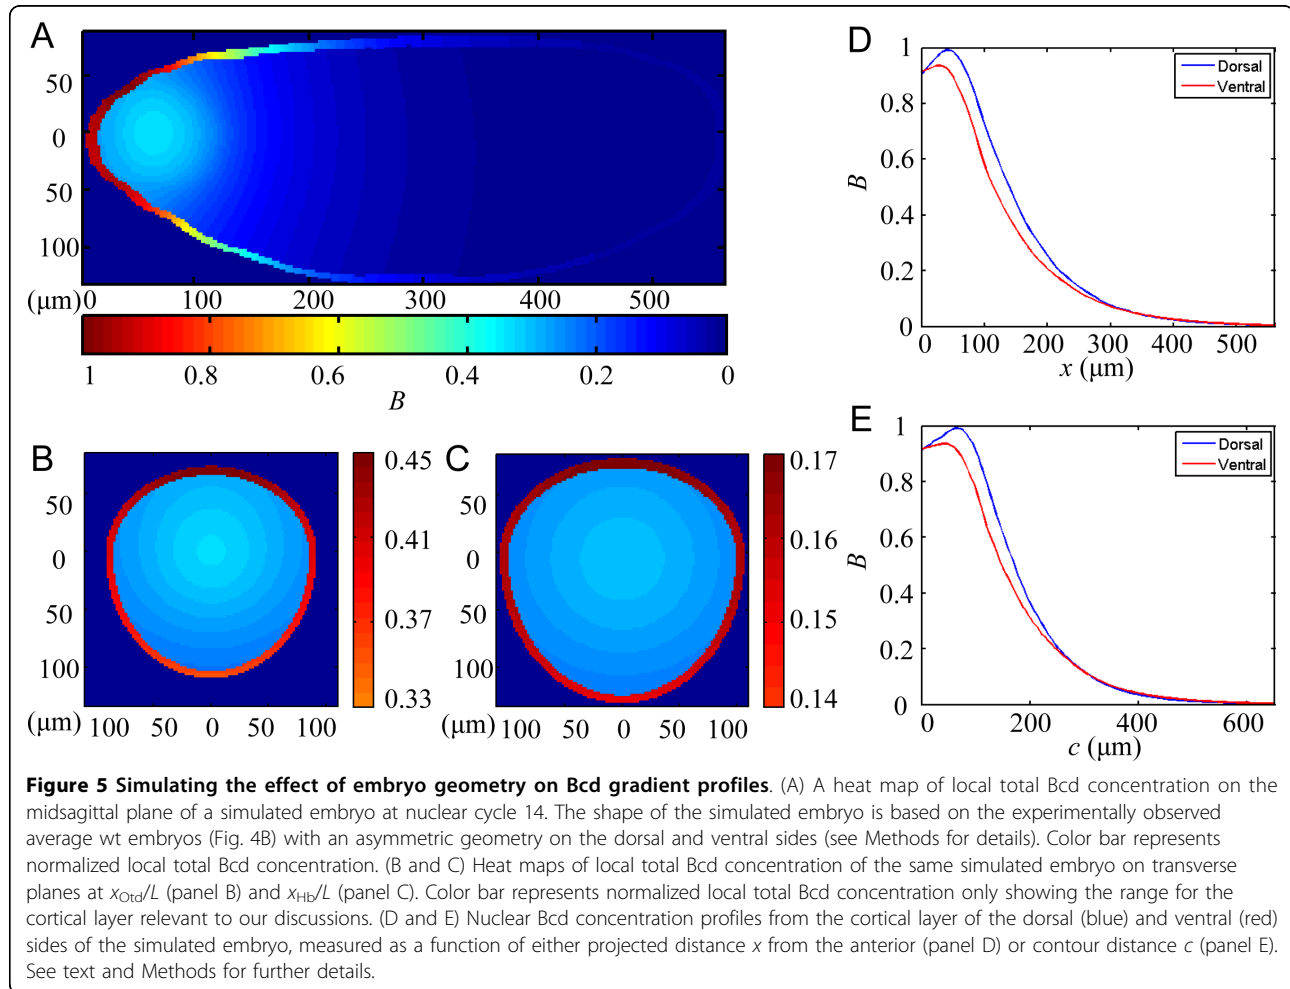 A
50
0
50
100
(µm)
0 100 200 300 400 500
1 0.8 0.6 0.4 0.2 0
B
B
50
0
50
100
(µm)
100 50 0 50 100
0.45
0.41
0.37
0.33
C
50
0
50
100
100 50 0 50 100
0.17
0.16
0.15
0.14
D
1
0.8
0.6
0.4
0.2
0
B
Dorsal
Ventral
0 100 200 300 400 500
x (µm)
E
1
0.8
0.6
0.4
0.2
0
B
Dorsal
Ventral
0 200 400 600
c (µm)
Figure 5 Simulating the effect of embryo geometry on Bcd gradient profiles. (A) A heat map of local total Bcd concentration on the
midsagittal plane of a simulated embryo at nuclear cycle 14. The shape of the simulated embryo is based on the experimentally observed
average wt embryos (Fig. 4B) with an asymmetric geometry on the dorsal and ventral sides (see Methods for details). Color bar represents
normalized local total Bcd concentration. (B and C) Heat maps of local total Bcd concentration of the same simulated embryo on transverse
planes at xOtd/L (panel B) and xHb/L (panel C). Color bar represents normalized local total Bcd concentration only showing the range for the
cortical layer relevant to our discussions. (D and E) Nuclear Bcd concentration profiles from the cortical layer of the dorsal (blue) and ventral (red)
sides of the simulated embryo, measured as a function of either projected distance x from the anterior (panel D) or contour distance c (panel E).
See text and Methods for further details.